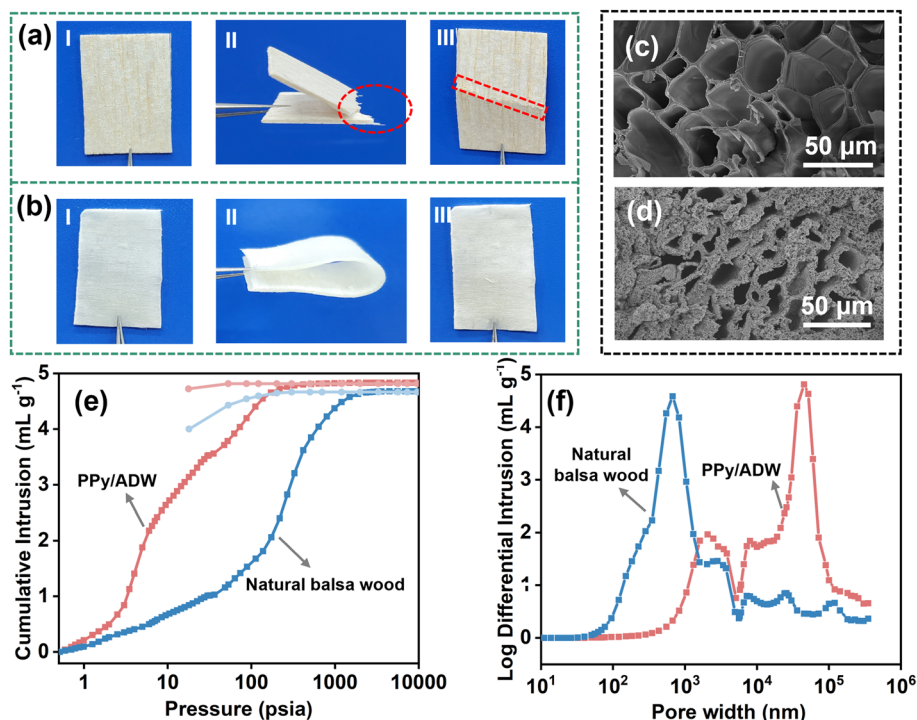 (a) I II III
(b) I II III
(c)
50 µm
(d)
50 µm
(e)
Cumulative Intrusion (mL g⁻¹)
5
4
3
2
1
0
PPy/ADW
Natural balsa wood
1 10 100 1000 10000
Pressure (psia)
(f)
Log Differential Intrusion (mL g⁻¹)
5
4
3
2
1
0
Natural
balsa wood
PPy/ADW
10¹ 10² 10³ 10⁴ 10⁵ 10⁶
Pore width (nm)